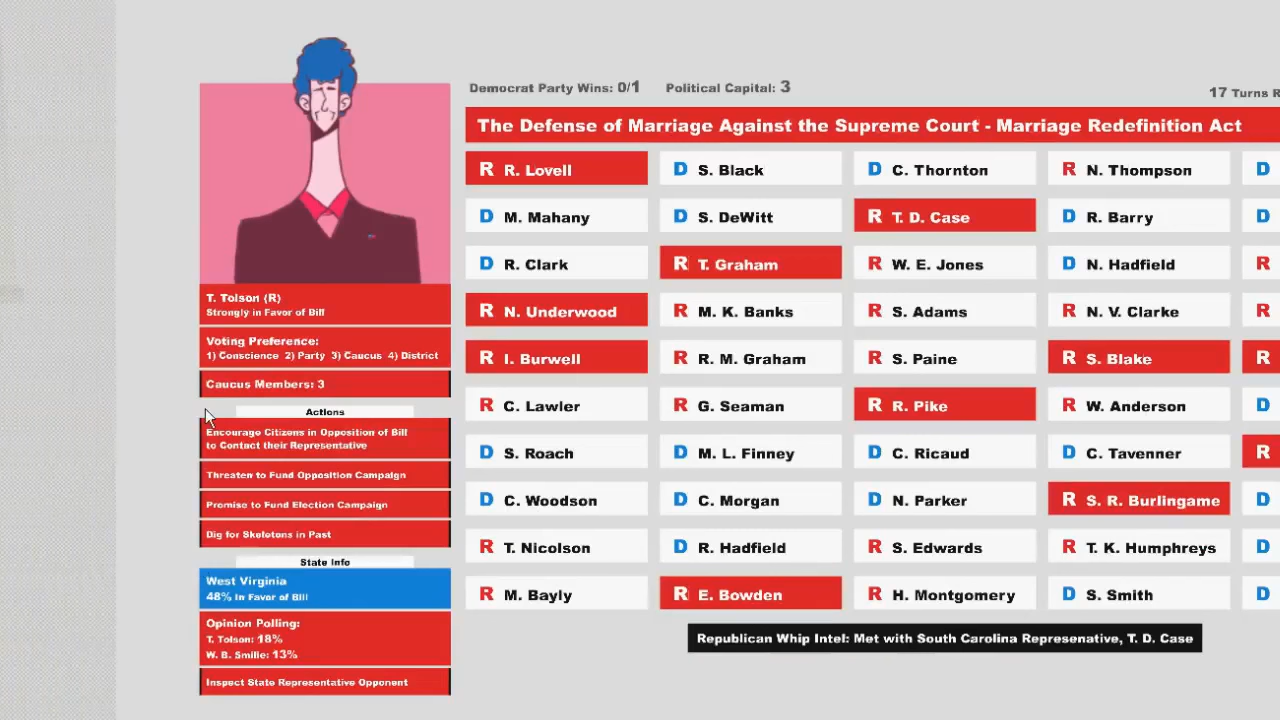 Democrat Party Wins: 0/1 Political Capital: 3
17 Turns R
The Defense of Marriage Against the Supreme Court - Marriage Redefinition Act
R R. Lovell D S. Black D C. Thornton R N. Thompson D
D M. Mahany D S. DeWitt R T. D. Case D R. Barry D
D R. Clark R T. Graham R W. E. Jones D N. Hadfield R
R N. Underwood R M. K. Banks R S. Adams R N. V. Clarke R
R I. Burwell R R. M. Graham R S. Paine R S. Blake R
R C. Lawler R G. Seaman R R. Pike R W. Anderson D
D S. Roach D M. L. Finney D C. Ricaud D C. Tavenner R
D C. Woodson D C. Morgan D N. Parker R S. R. Burlingame D
R T. Nicolson D R. Hadfield R S. Edwards R T. K. Humphreys D
R M. Bayly R E. Bowden R H. Montgomery D S. Smith D
Republican Whip Intel: Met with South Carolina Represenative, T. D. Case
T. Tolson (R)
Strongly in Favor of Bill
Voting Preference:
1) Conscience 2) Party 3) Caucus 4) District
Caucus Members: 3
Actions
Encourage Citizens in Opposition of Bill
to Contact their Representative
Threaten to Fund Opposition Campaign
Promise to Fund Election Campaign
Dig for Skeletons in Past
State Info
West Virginia
48% In Favor of Bill
Opinion Polling:
T. Tolson: 18%
W. B. Smille: 13%
Inspect State Representative Opponent